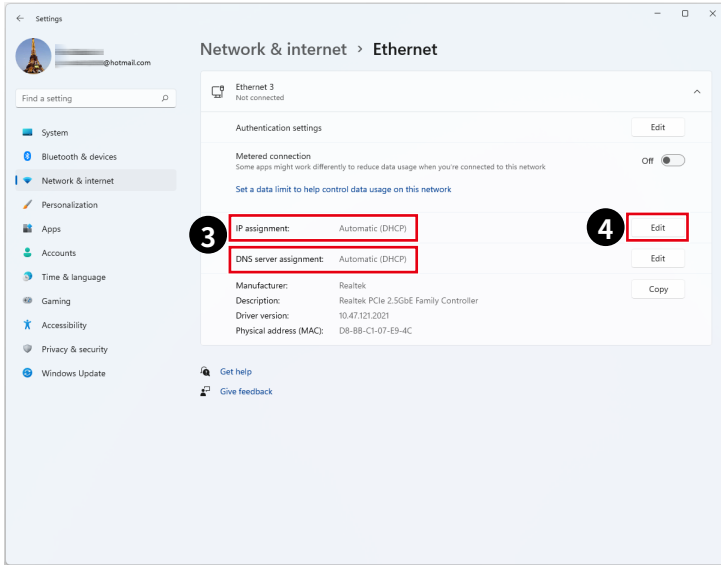 Settings
@hotmail.com
Find a setting
System
Bluetooth & devices
Network & internet
Personalization
Apps
Accounts
Time & language
Gaming
Accessibility
Privacy & security
Windows Update
Network & internet > Ethernet
Ethernet 3
Not connected
Authentication settings Edit
Metered connection
Some apps might work differently to reduce data usage when you're connected to this network
Off
Set a data limit to help control data usage on this network
3 IP assignment: Automatic (DHCP) 4 Edit
DNS server assignment: Automatic (DHCP) Edit
Manufacturer: Realtek Copy
Description: Realtek PCIe 2.5GbE Family Controller
Driver version: 10.47.121.2021
Physical address (MAC): D8-BB-C1-07-E9-4C
Get help
Give feedback